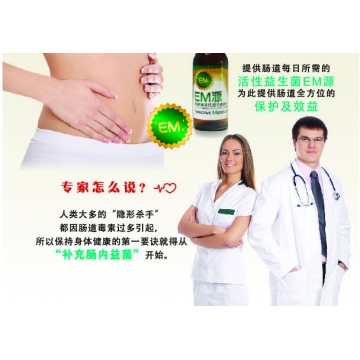 提供肠道每日所需的
活性益生菌EM源
为此提供肠道全方位的
保护及效益
EM
EM源
EM
专家怎么说？
人类大多的“隐形杀手”
都因肠道毒素过多引起，
所以保持身体健康的第一要诀就得从
“补充肠内益菌”开始。